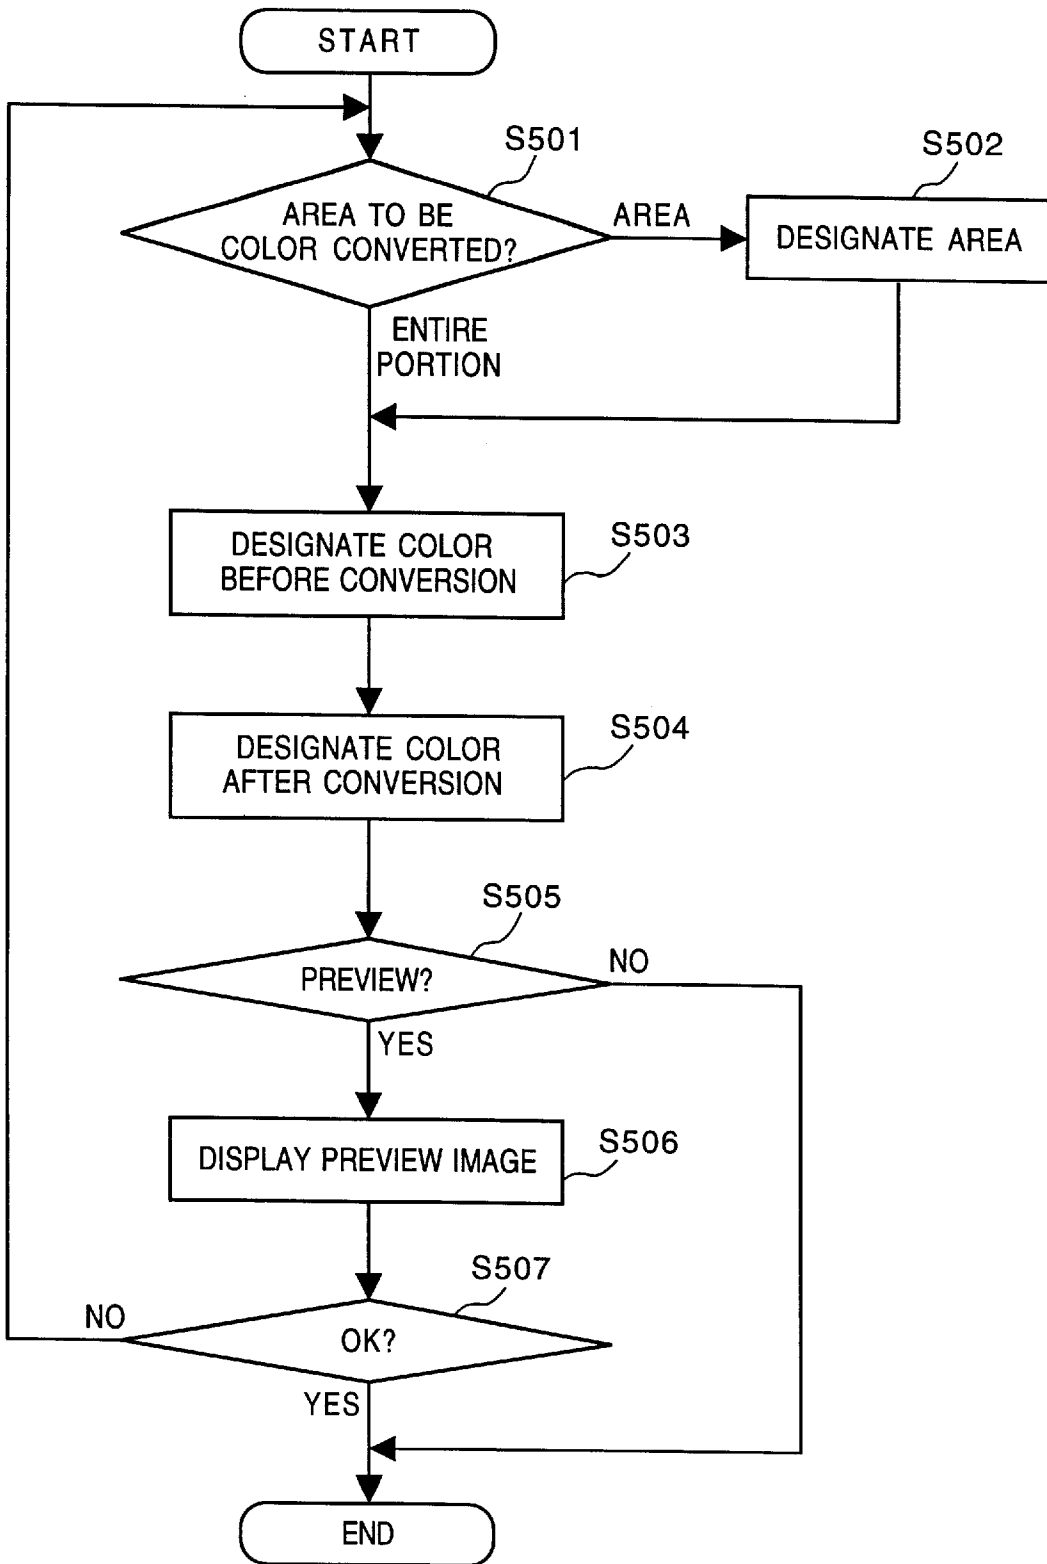 START
S501
S502
AREA TO BE
COLOR CONVERTED?
AREA
DESIGNATE AREA
ENTIRE
PORTION
DESIGNATE COLOR
BEFORE CONVERSION
S503
DESIGNATE COLOR
AFTER CONVERSION
S504
S505
PREVIEW?
NO
YES
DISPLAY PREVIEW IMAGE
S506
S507
NO
OK?
YES
END